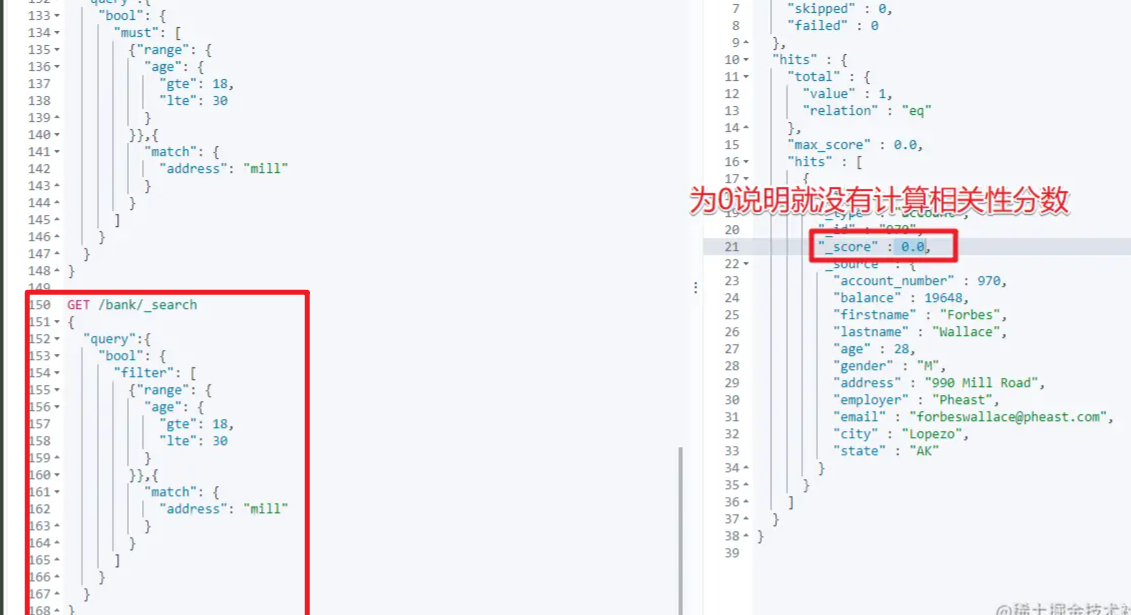 133 "bool": {
134 "must": [
135 {"range": {
136 "age": {
137 "gte": 18,
138 "lte": 30
139 }
140 }},{
141 "match": {
142 "address": "mill"
143 }
144 }
145 ]
146 }
147 }
148 }
149
150 GET /bank/_search
151 {
152 "query":{
153 "bool": {
154 "filter": [
155 {"range": {
156 "age": {
157 "gte": 18,
158 "lte": 30
159 }
160 }},{
161 "match": {
162 "address": "mill"
163 }
164 }
165 ]
166 }
167 }
168 }
7 "skipped" : 0,
8 "failed" : 0
9 },
10 "hits" : {
11 "total" : {
12 "value" : 1,
13 "relation" : "eq"
14 },
15 "max_score" : 0.0,
16 "hits" : [
17 {
为0说明就没有计算相关性分数
19 "_type" : "account",
20 "_id" : "970",
21 "_score" : 0.0,
22 "_source" : {
23 "account_number" : 970,
24 "balance" : 19648,
25 "firstname" : "Forbes",
26 "lastname" : "Wallace",
27 "age" : 28,
28 "gender" : "M",
29 "address" : "990 Mill Road",
30 "employer" : "Pheast",
31 "email" : "forbeswallace@pheast.com",
32 "city" : "Lopezo",
33 "state" : "AK"
34 }
35 }
36 ]
37 }
38 }
39
@稀土掘金技术社